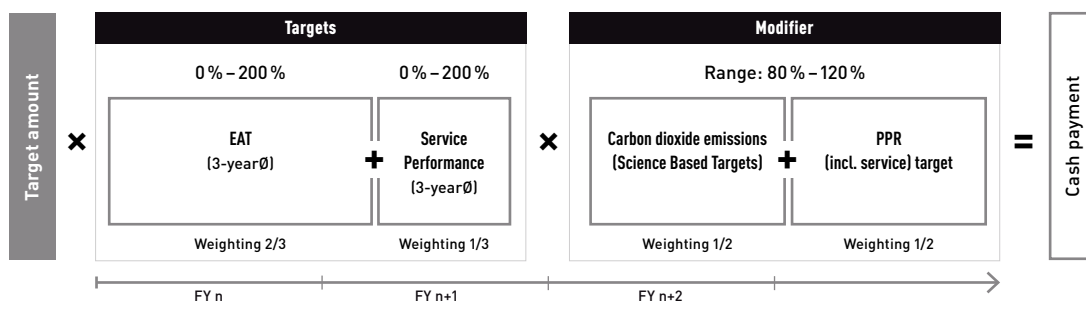 Targets
Modifier
Target amount
×
0 % – 200 %
0 % – 200 %
EAT
(3-yearØ)
+
Service
Performance
(3-yearØ)
Weighting 2/3
Weighting 1/3
×
Range: 80 % – 120 %
Carbon dioxide emissions
(Science Based Targets)
+
PPR
(incl. service) target
Weighting 1/2
Weighting 1/2
=
Cash payment
FY n
FY n+1
FY n+2